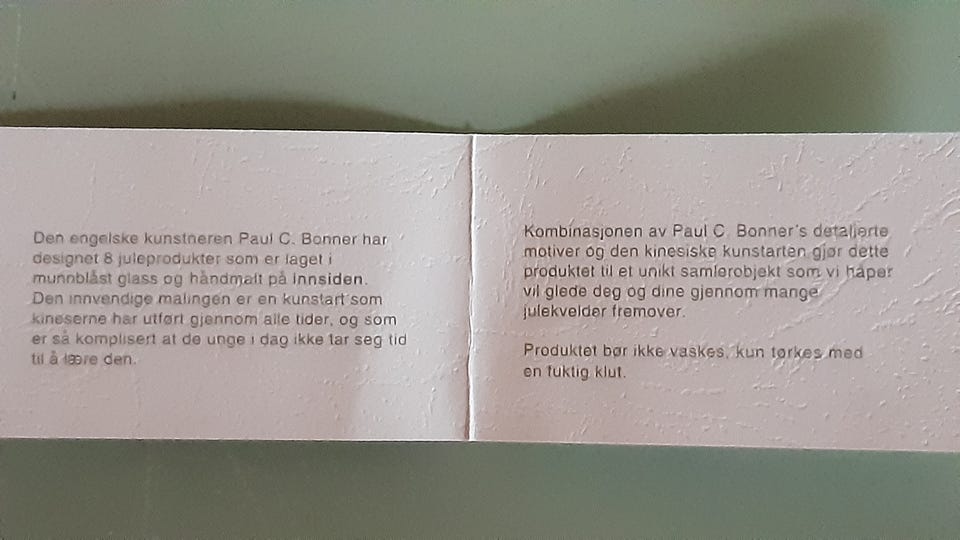 Den engelske kunstneren Paul C. Bonner har
designet 8 juleprodukter som er laget i
munnblåst glass og håndmalt på innsiden.
Den innvendige malingen er en kunstart som
kineserne har utført gjennom alle tider, og som
er så komplisert at de unge i dag ikke tar seg tid
til å lære den.
Kombinasjonen av Paul C. Bonner's detaljerte
motiver og den kinesiske kunstarten gjør dette
produktet til et unikt samlerobjekt som vi håper
vil glede deg og dine gjennom mange
julekvelder fremover.
Produktet bør ikke vaskes, kun tørkes med
en fuktig klut.